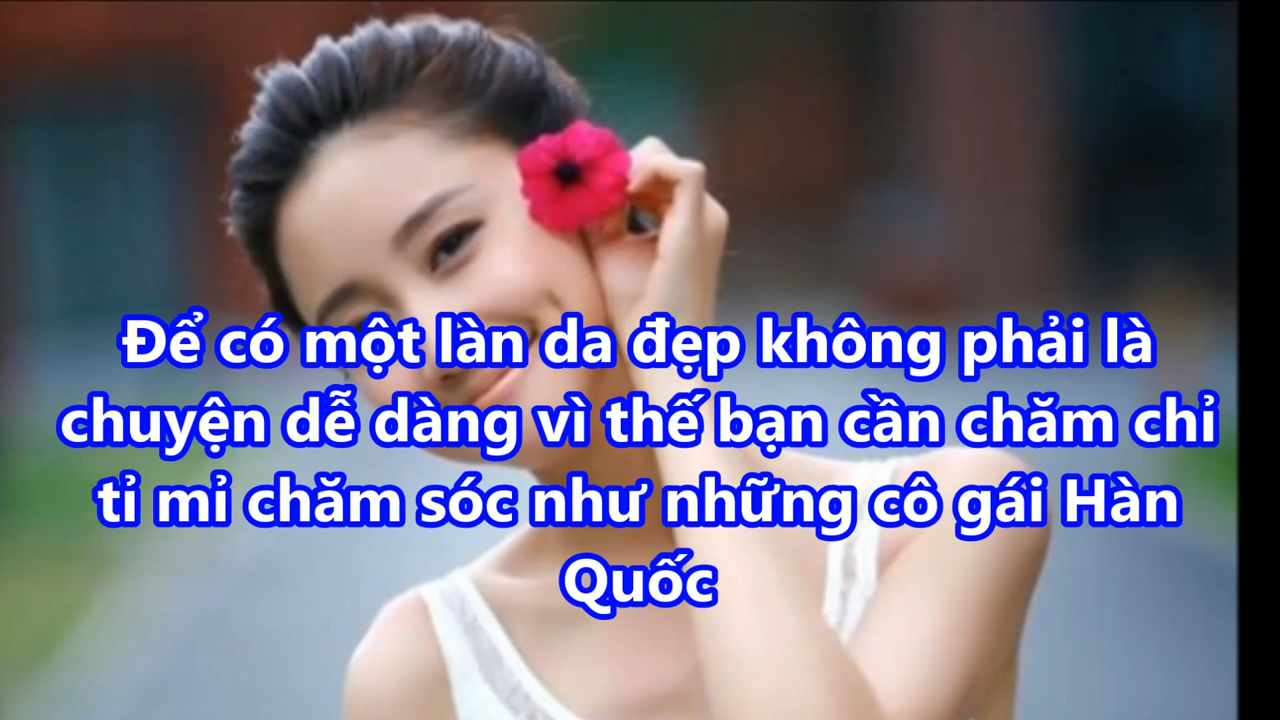 Để có một làn da đẹp không phải là
chuyện dễ dàng vì thế bạn cần chăm chỉ
tỉ mỉ chăm sóc như những cô gái Hàn
Quốc